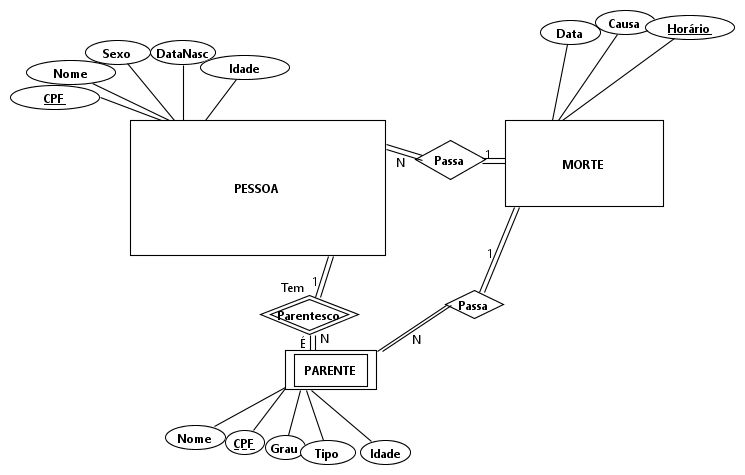 Sexo
DataNasc
Nome
Idade
CPF
Data
Causa
Horário
PESSOA
N
Passa
1
MORTE
Tem
1
Parentesco
É
N
1
Passa
N
PARENTE
Nome
CPF
Grau
Tipo
Idade